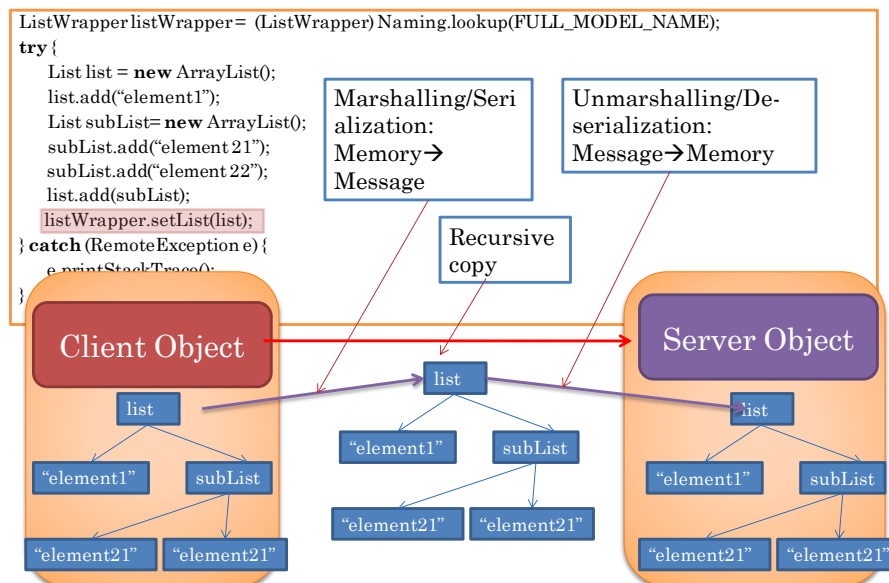 ListWrapper listWrapper = (ListWrapper) Naming.lookup(FULL_MODEL_NAME);
try {
List list = new ArrayList();
list.add(“element1”);
List subList= new ArrayList();
subList.add(“element 21”);
subList.add(“element 22”);
list.add(subList);
listWrapper.setList(list);
} catch (RemoteException e) {
e.printStackTrace();
}
Marshalling/Seri
alization:
Memory→
Message
Unmarshalling/De-
serialization:
Message→Memory
Recursive
copy
Client Object
list
“element1”
subList
“element21”
“element21”
list
“element1”
subList
“element21”
“element21”
Server Object
list
“element1”
subList
“element21”
“element21”